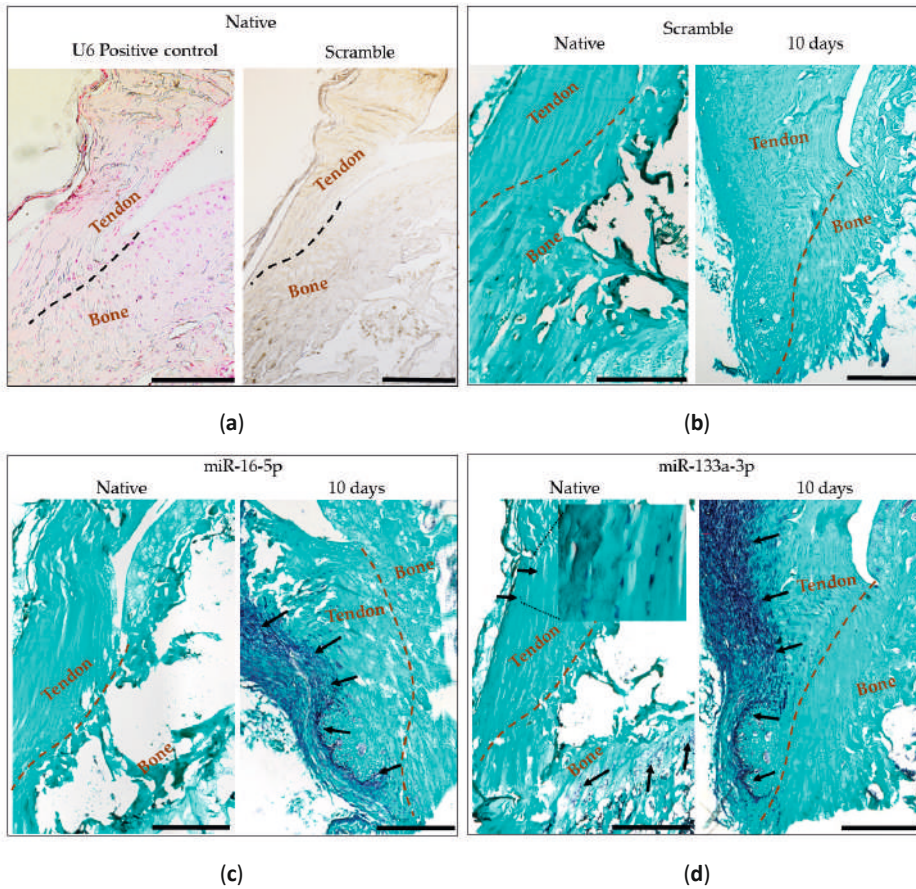 Native
U6 Positive control
Scramble
Tendon
Bone
Tendon
Bone
(a)
Scramble
Native
10 days
Tendon
Bone
Tendon
Bone
(b)
miR-16-5p
Native
10 days
Tendon
Bone
Tendon
Bone
(c)
miR-133a-3p
Native
10 days
Tendon
Bone
Tendon
Bone
(d)